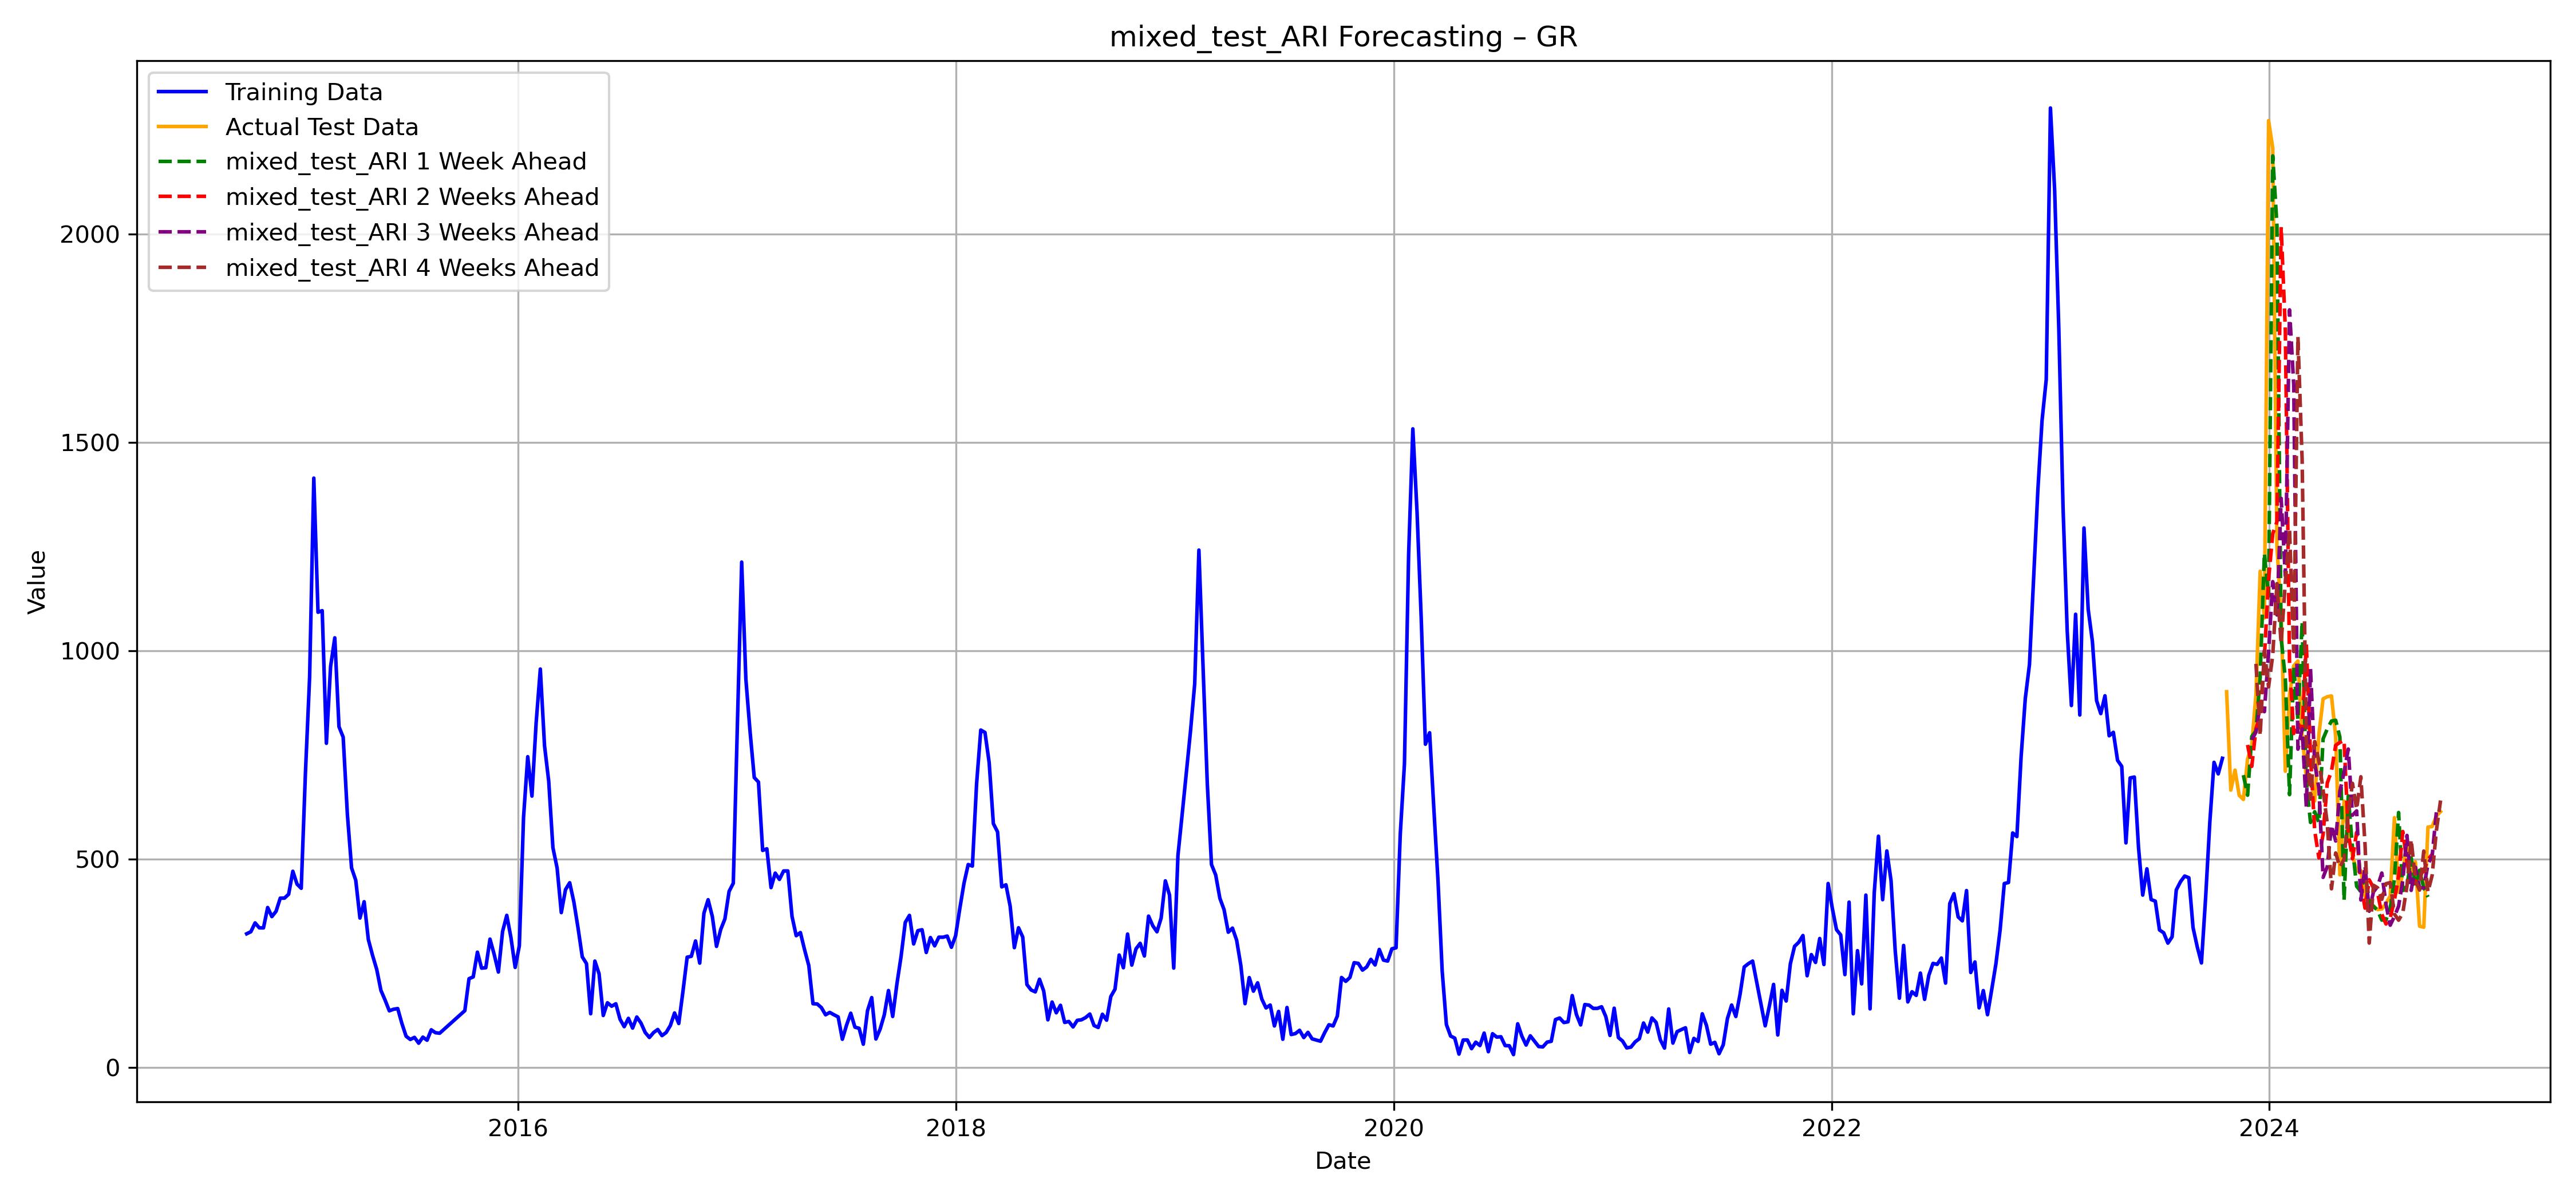 mixed_test_ARI Forecasting – GR
Training Data
Actual Test Data
mixed_test_ARI 1 Week Ahead
mixed_test_ARI 2 Weeks Ahead
mixed_test_ARI 3 Weeks Ahead
mixed_test_ARI 4 Weeks Ahead
Value
2000
1500
1000
500
0
2016 2018 2020 2022 2024
Date